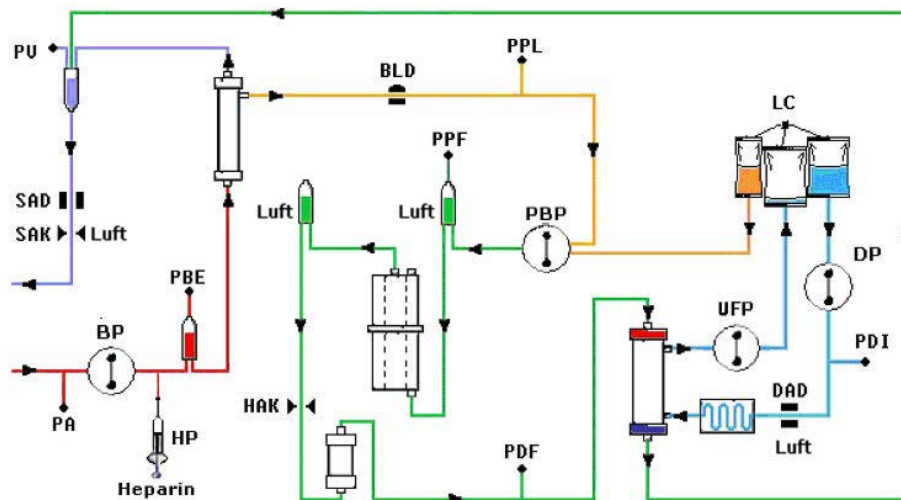 PV
PPL
BLD
LC
PPF
SAD
Luft
Luft
PBP
SAK
Luft
DP
PBE
UFP
BP
PDI
DAD
HAK
PA
HP
Luft
PDF
Heparin